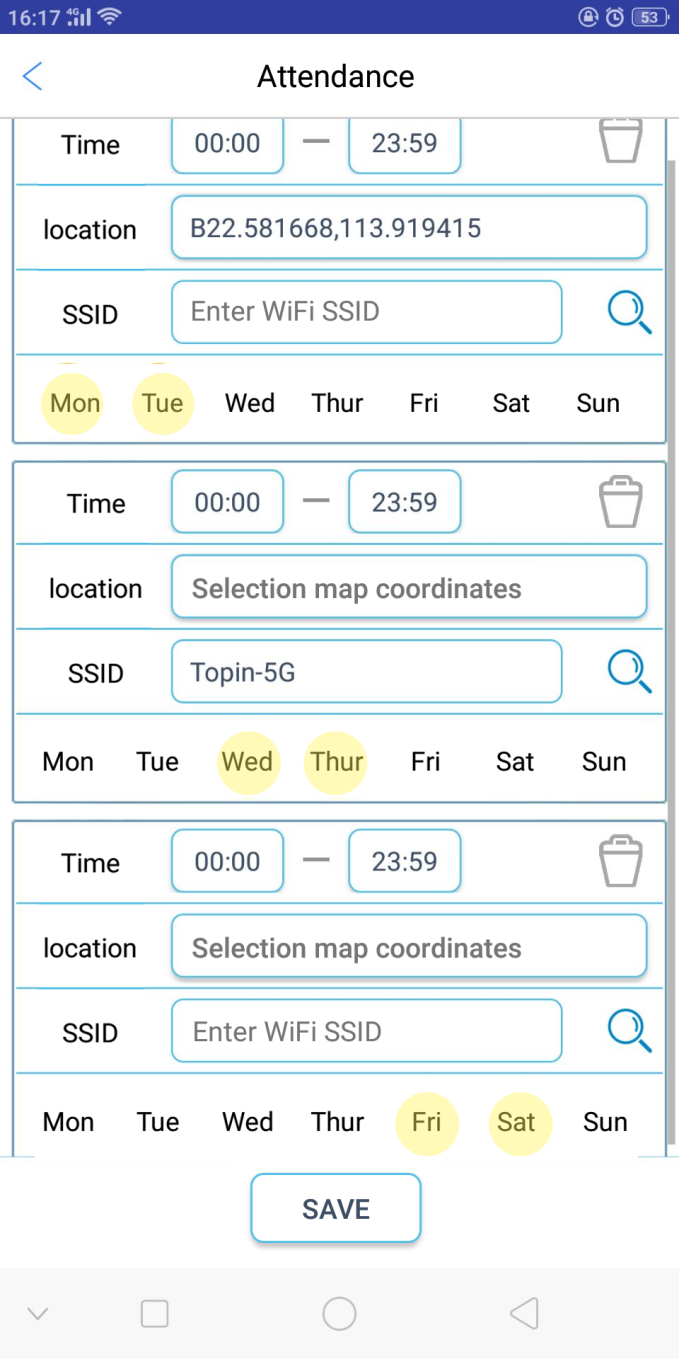 16:17 4G 53
Attendance
Time 00:00 — 23:59
location B22.581668,113.919415
SSID Enter WiFi SSID
Mon Tue Wed Thur Fri Sat Sun
Time 00:00 — 23:59
location Selection map coordinates
SSID Topin-5G
Mon Tue Wed Thur Fri Sat Sun
Time 00:00 — 23:59
location Selection map coordinates
SSID Enter WiFi SSID
Mon Tue Wed Thur Fri Sat Sun
SAVE